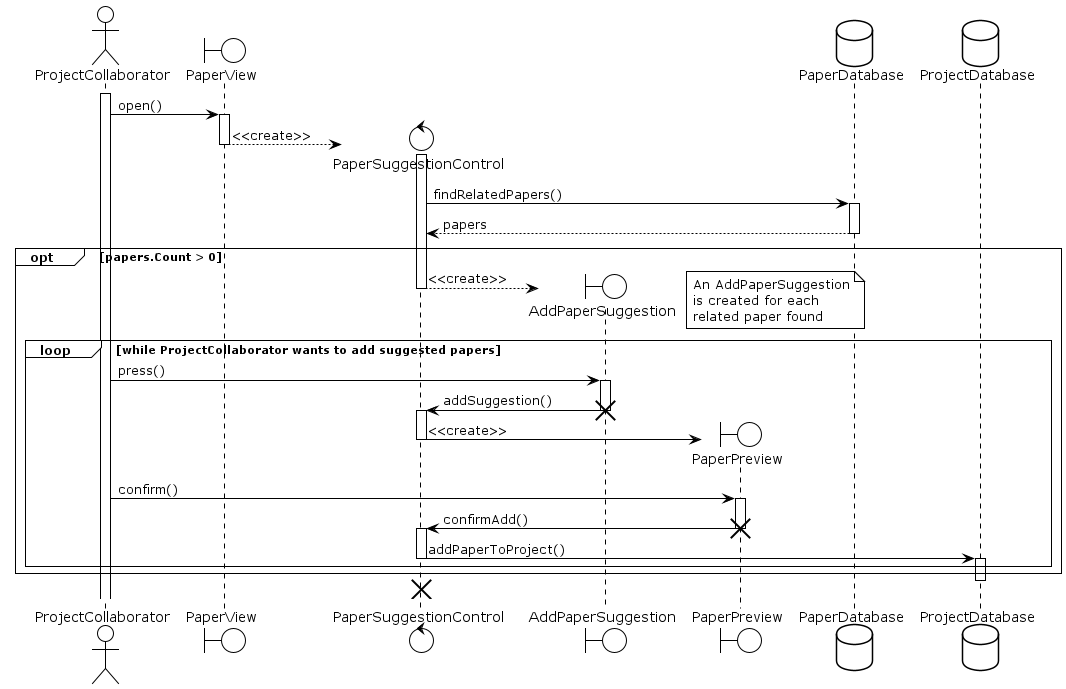 ProjectCollaborator
PaperView
PaperDatabase
ProjectDatabase
open()
<<create>>
PaperSuggestionControl
findRelatedPapers()
papers
opt
[papers.Count > 0]
<<create>>
AddPaperSuggestion
An AddPaperSuggestion
is created for each
related paper found
loop
[while ProjectCollaborator wants to add suggested papers]
press()
addSuggestion()
<<create>>
PaperPreview
confirm()
confirmAdd()
addPaperToProject()
ProjectCollaborator
PaperView
PaperSuggestionControl
AddPaperSuggestion
PaperPreview
PaperDatabase
ProjectDatabase